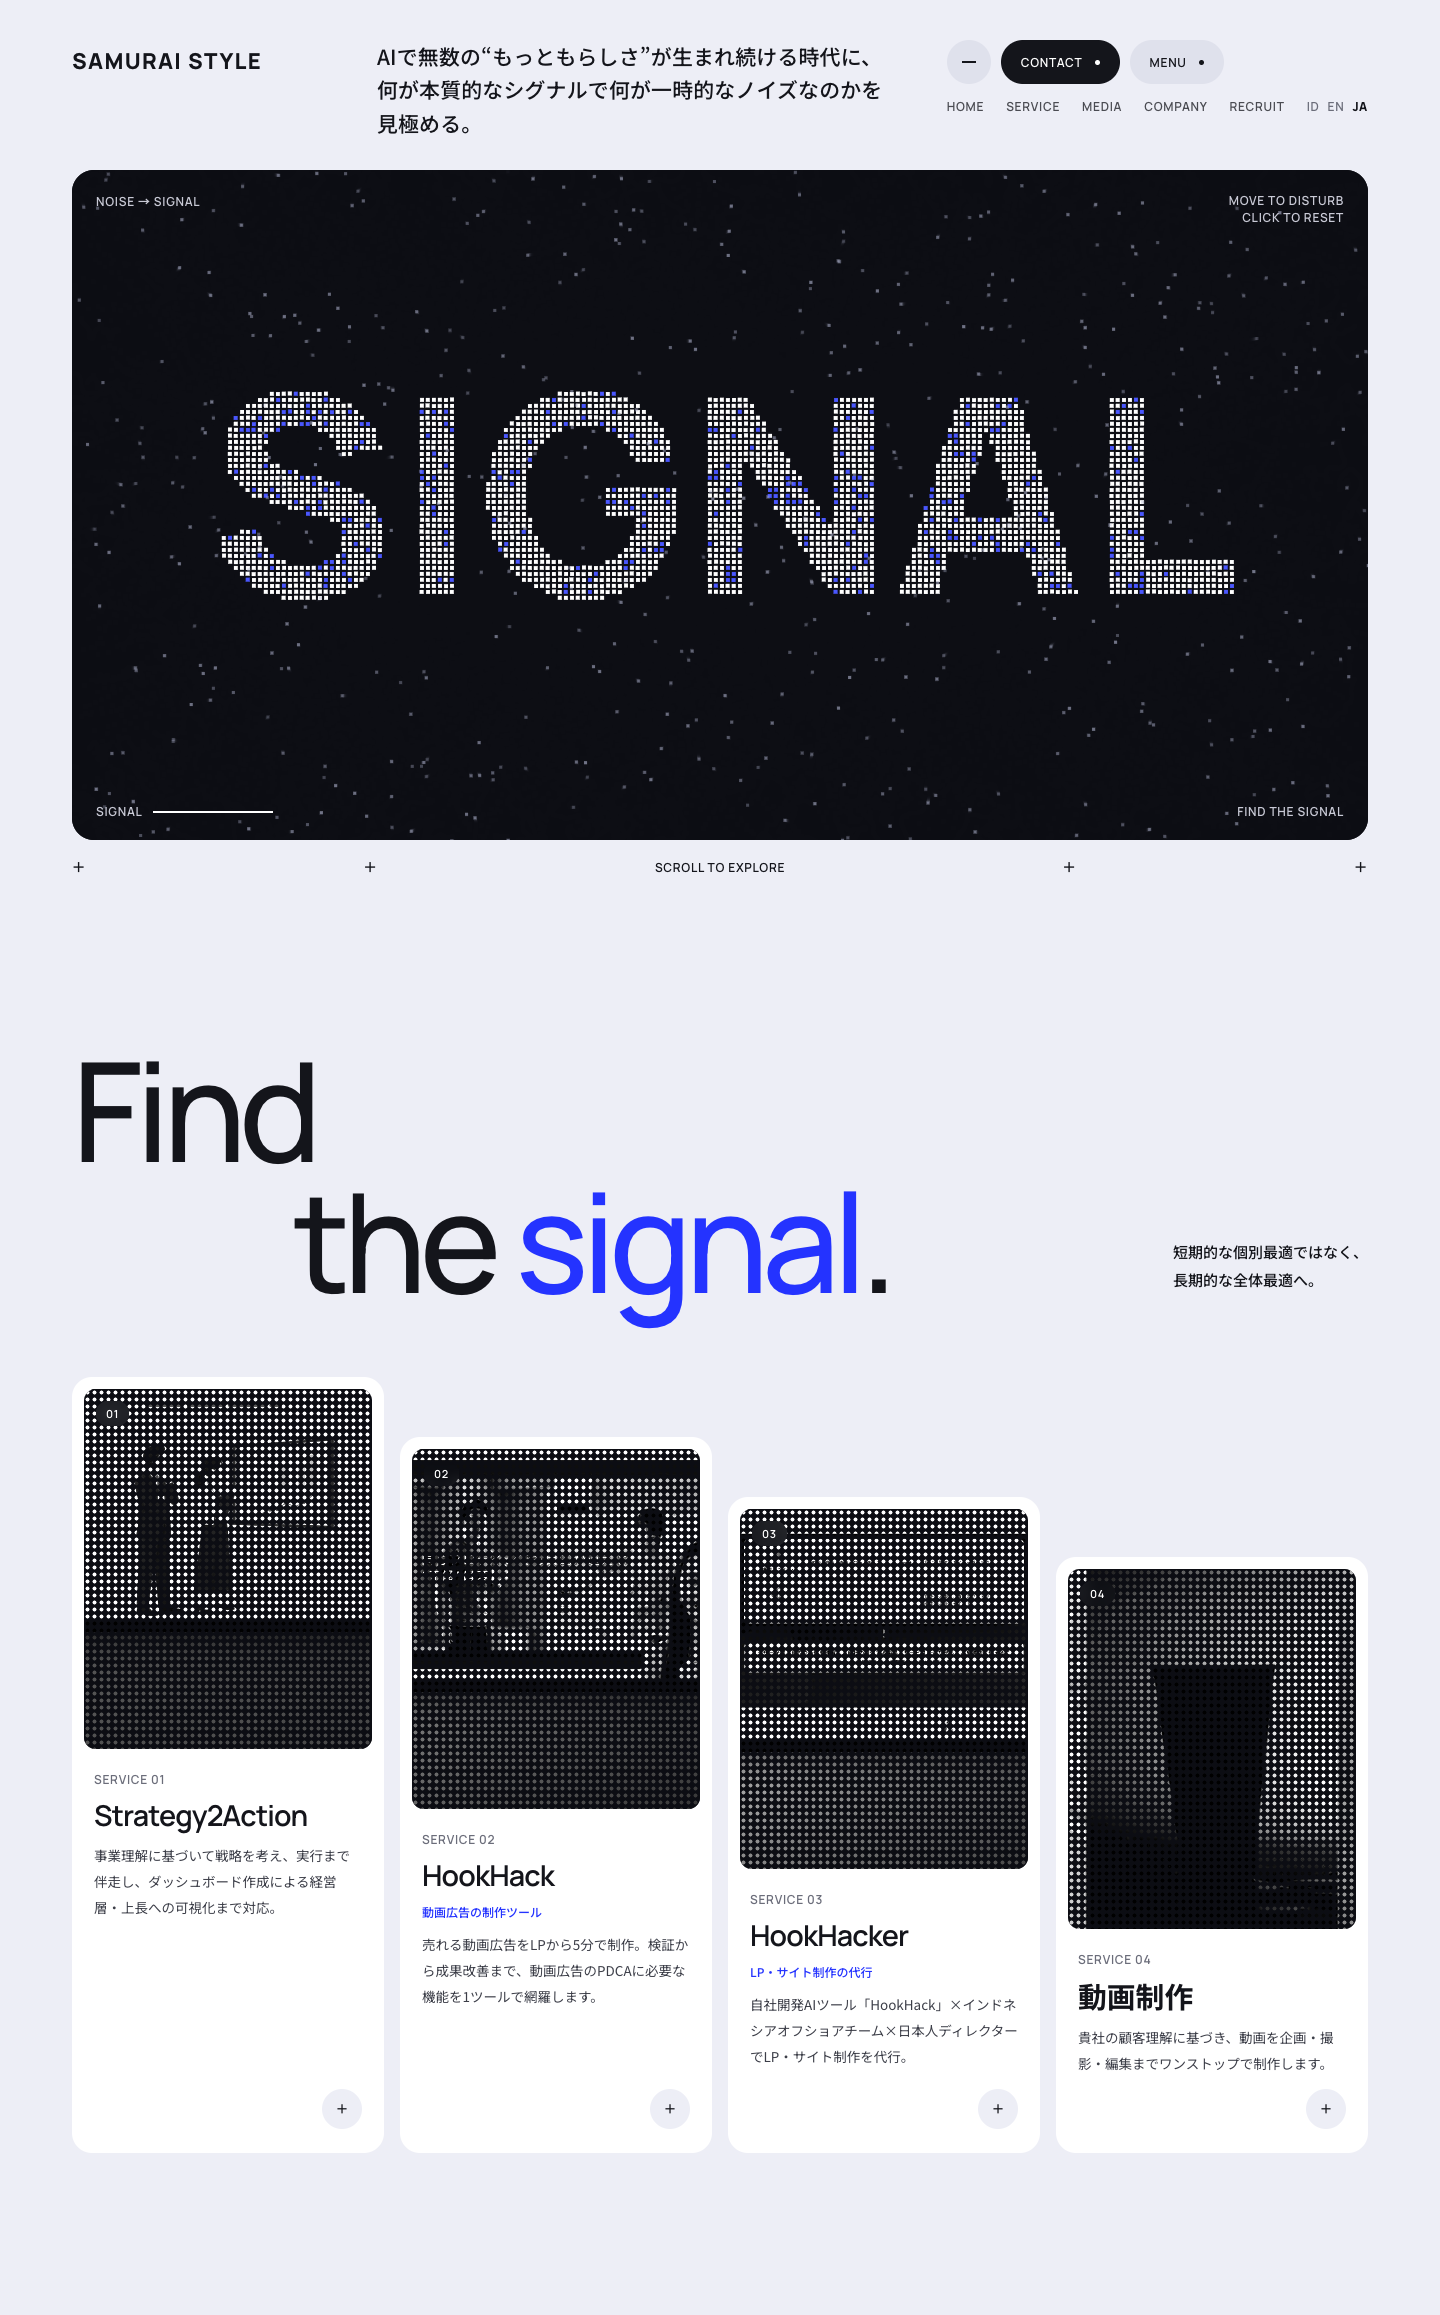 SAMURAI STYLE
AIで無数の“もっともらしさ”が生まれ続ける時代に、
何が本質的なシグナルで何が一時的なノイズなのかを
見極める。
CONTACT
MENU
HOME SERVICE MEDIA COMPANY RECRUIT ID EN JA
NOISE → SIGNAL
MOVE TO DISTURB
CLICK TO RESET
SIGNAL
SIGNAL
FIND THE SIGNAL
SCROLL TO EXPLORE
Find
the signal.
短期的な個別最適ではなく、
長期的な全体最適へ。
01
SERVICE 01
Strategy2Action
事業理解に基づいて戦略を考え、実行まで
伴走し、ダッシュボード作成による経営
層・上長への可視化まで対応。
02
SERVICE 02
HookHack
動画広告の制作ツール
売れる動画広告をLPから5分で制作。検証か
ら成果改善まで、動画広告のPDCAに必要な
機能を1ツールで網羅します。
03
SERVICE 03
HookHacker
LP・サイト制作の代行
自社開発AIツール「HookHack」×インドネ
シアオフショアチーム×日本人ディレクター
でLP・サイト制作を代行。
04
SERVICE 04
動画制作
貴社の顧客理解に基づき、動画を企画・撮
影・編集までワンストップで制作します。